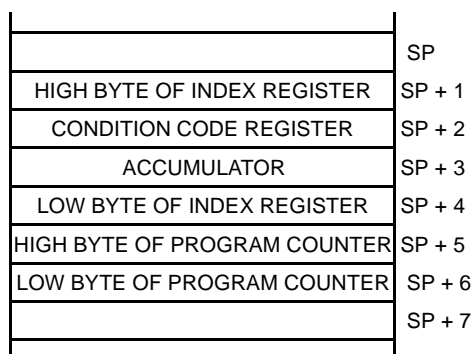 SP
HIGH BYTE OF INDEX REGISTER SP + 1
CONDITION CODE REGISTER SP + 2
ACCUMULATOR SP + 3
LOW BYTE OF INDEX REGISTER SP + 4
HIGH BYTE OF PROGRAM COUNTER SP + 5
LOW BYTE OF PROGRAM COUNTER SP + 6
SP + 7